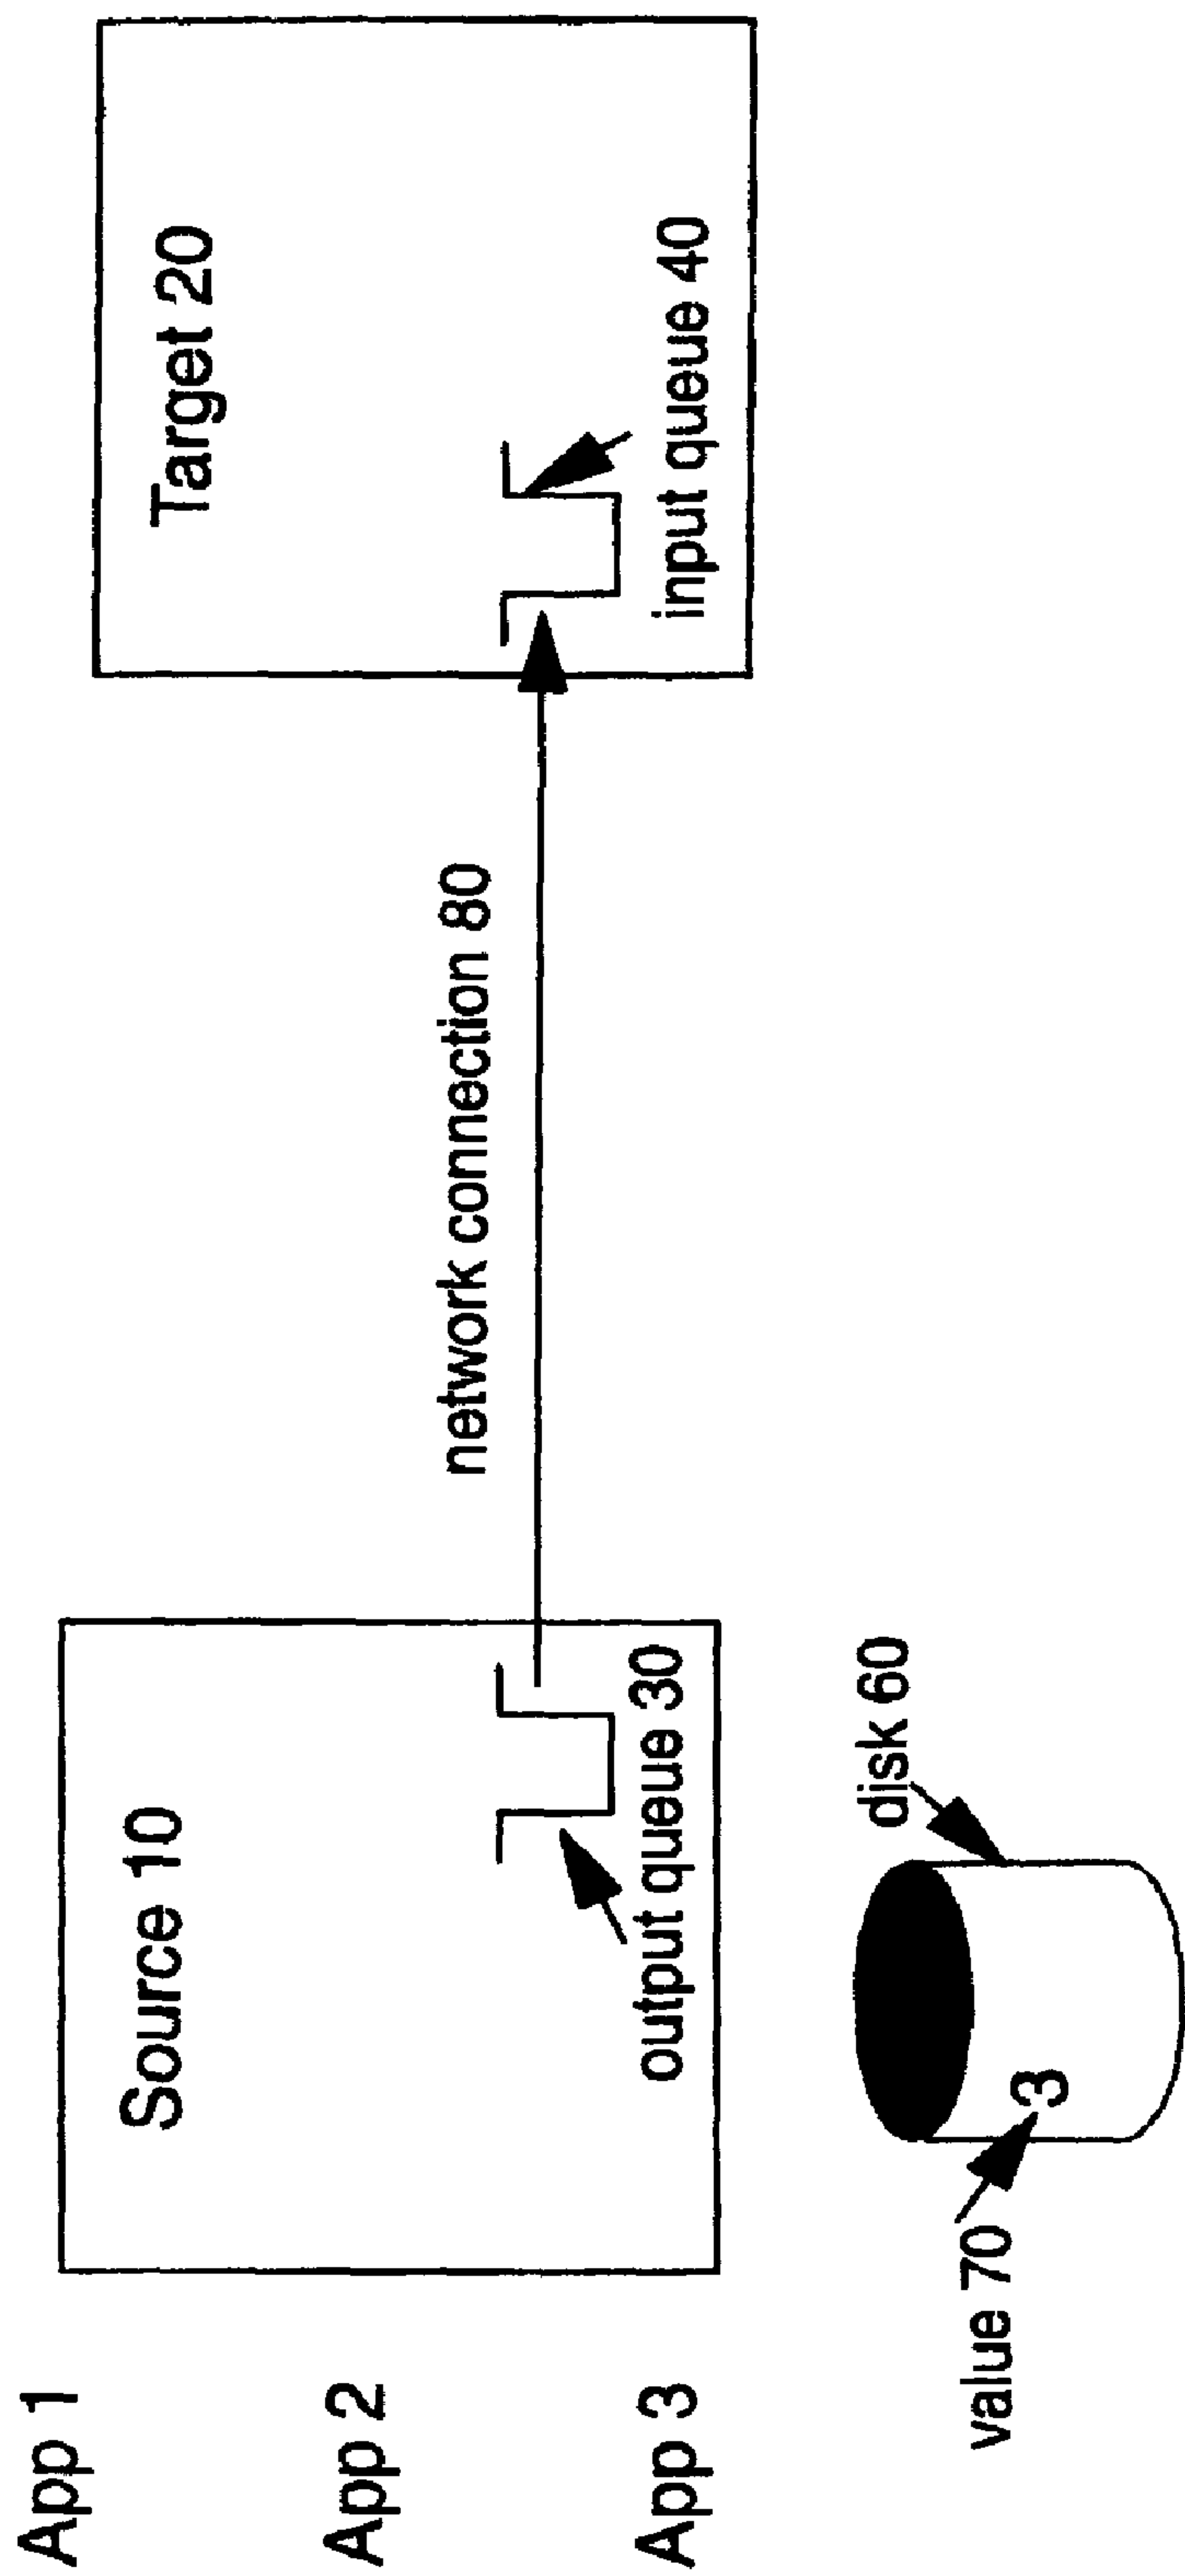 App 1
App 2
App 3
Source 10
output queue 30
network connection 80
Target 20
input queue 40
disk 60
value 70
3